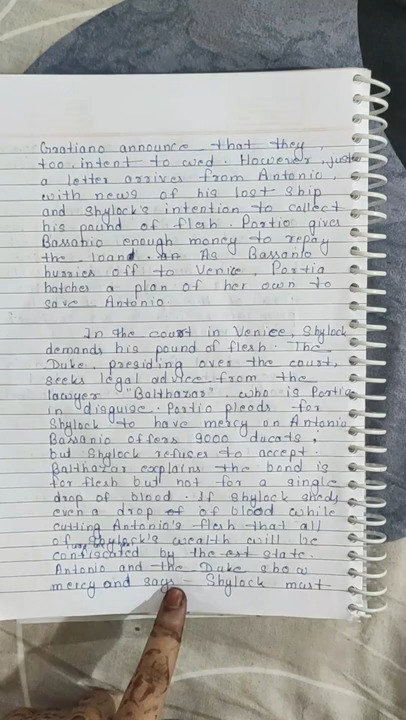 Gratiano announce that they,
too, intent to wed. However, just
a letter arrives from Antonio,
with news of his lost ship
and Shylock's intention to collect
his pound of flesh. Portio gives
Bassanio enough money to repay
the loand. As Bassanio
hurries off to Venice, Portia
hatches a plan of her own to
save Antonio.
In the court in Venice, Shylock
demands his pound of flesh. The
Duke, presiding over the court,
seeks legal advice from the
lawyer "Balthazar", who is Portia
in disguise. Portio pleads for
Shylock to have mercy on Antonio
Bassanio offers 9000 ducats,
but Shylock refuses to accept.
Balthazar explains the bond is
for flesh but not for a single
drop of blood. If Shylock sheds
even a drop of of blood while
cutting Antonio's flesh that all
of Shylock's wealth will be
confiscated by the est state.
Antonio and the Duke show
mercy and says - Shylock must